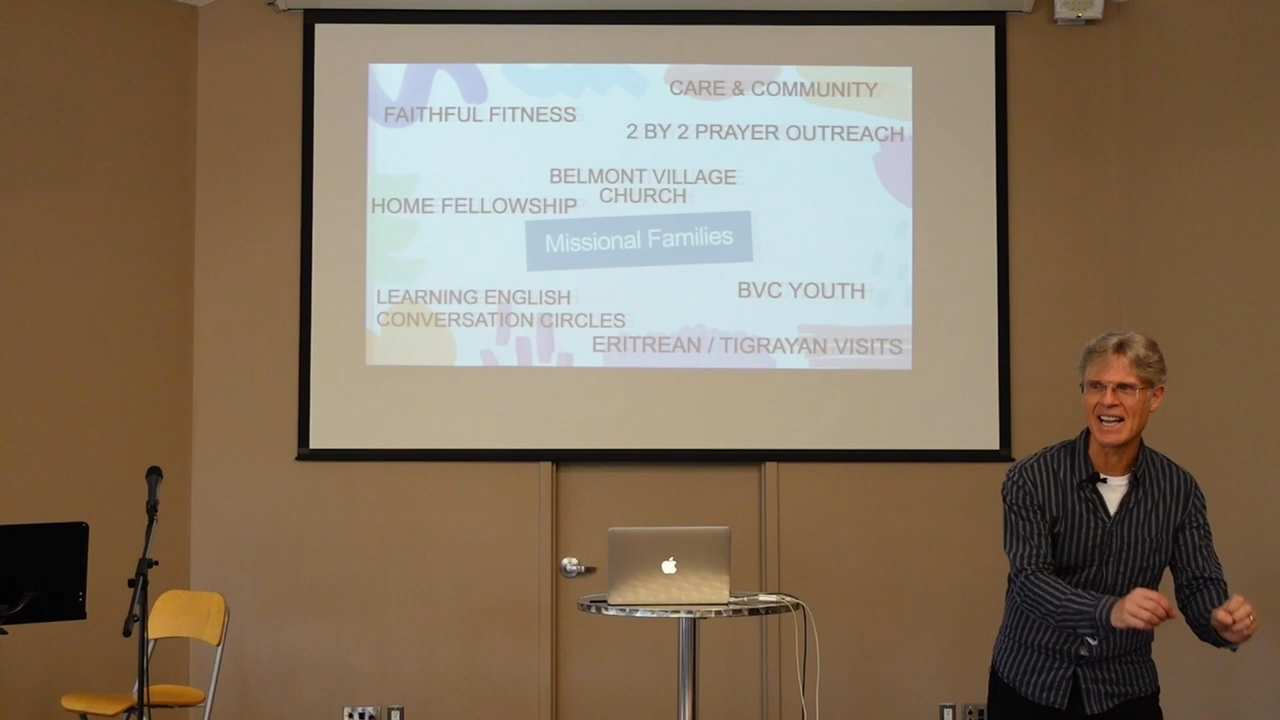 CARE & COMMUNITY
FAITHFUL FITNESS
2 BY 2 PRAYER OUTREACH
BELMONT VILLAGE
CHURCH
HOME FELLOWSHIP
Missional Families
BVC YOUTH
LEARNING ENGLISH
CONVERSATION CIRCLES
ERITREAN / TIGRAYAN VISITS